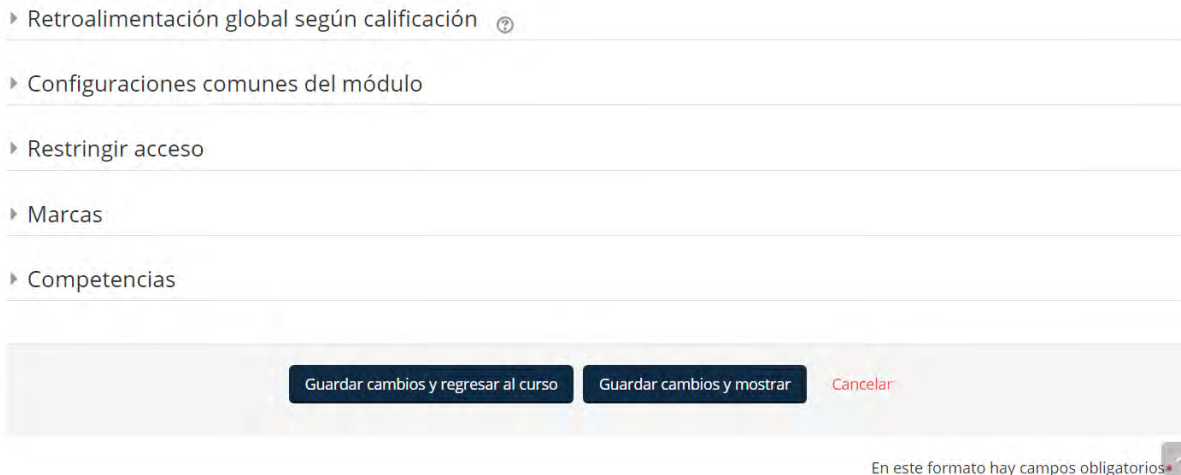 Retroalimentación global según calificación
Configuraciones comunes del módulo
Restringir acceso
Marcas
Competencias
Guardar cambios y regresar al curso Guardar cambios y mostrar Cancelar
En este formato hay campos obligatorios*